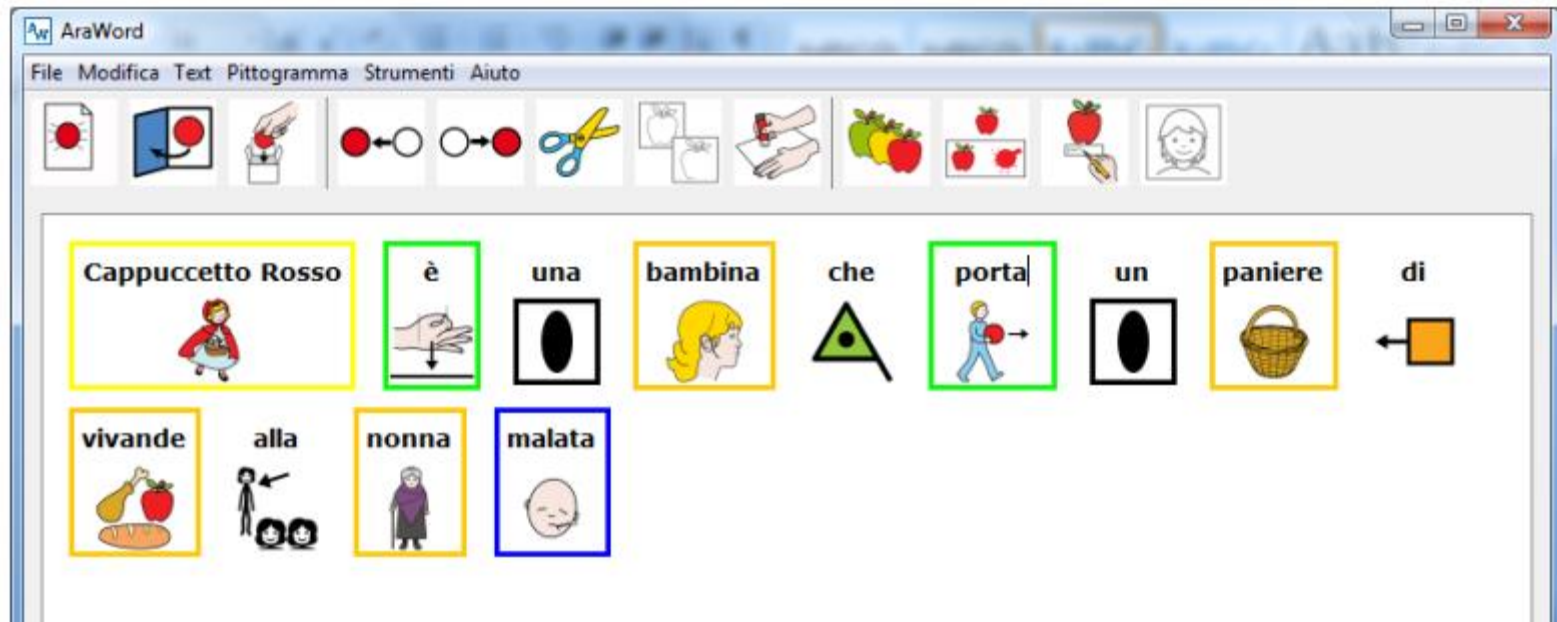 AraWord
File Modifica Text Pittogramma Strumenti Aiuto
Cappuccetto Rosso è una bambina che porta un paniere di
vivande alla nonna malata